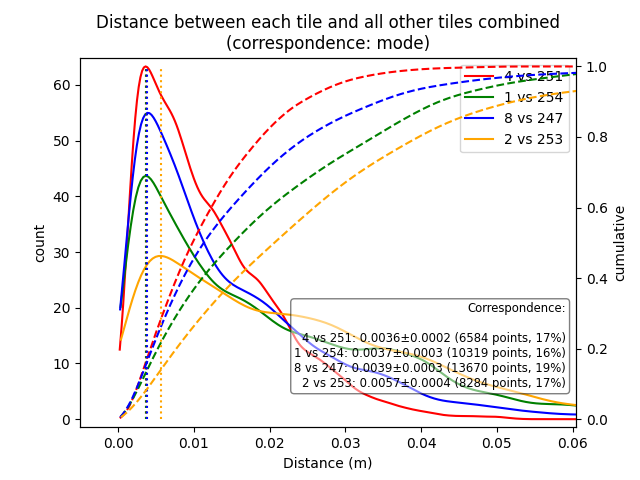 Distance between each tile and all other tiles combined
(correspondence: mode)
4 vs 251
1 vs 254
8 vs 247
2 vs 253
60
50
40
30
20
10
0
count
1.0
0.8
0.6
0.4
0.2
0.0
cumulative
Correspondence:
4 vs 251: 0.0036±0.0002 (6584 points, 17%)
1 vs 254: 0.0037±0.0003 (10319 points, 16%)
8 vs 247: 0.0039±0.0003 (13670 points, 19%)
2 vs 253: 0.0057±0.0004 (8284 points, 17%)
0.00 0.01 0.02 0.03 0.04 0.05 0.06
Distance (m)